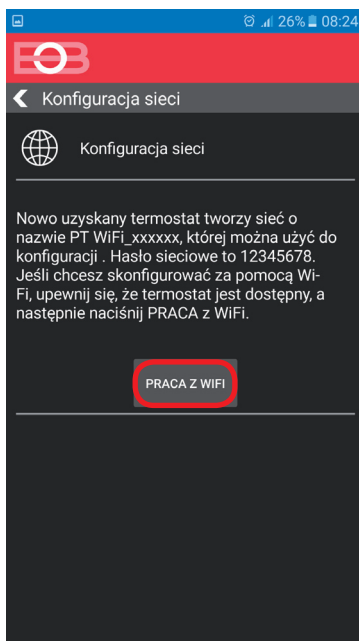 26% 08:24
EOB
Konfiguracja sieci
Konfiguracja sieci
Nowo uzyskany termostat tworzy sieć o
nazwie PT WiFi_xxxxxx, której można użyć do
konfiguracji . Hasło sieciowe to 12345678.
Jeśli chcesz skonfigurować za pomocą Wi-
Fi, upewnij się, że termostat jest dostępny, a
następnie naciśnij PRACA z WiFi.
PRACA Z WIFI